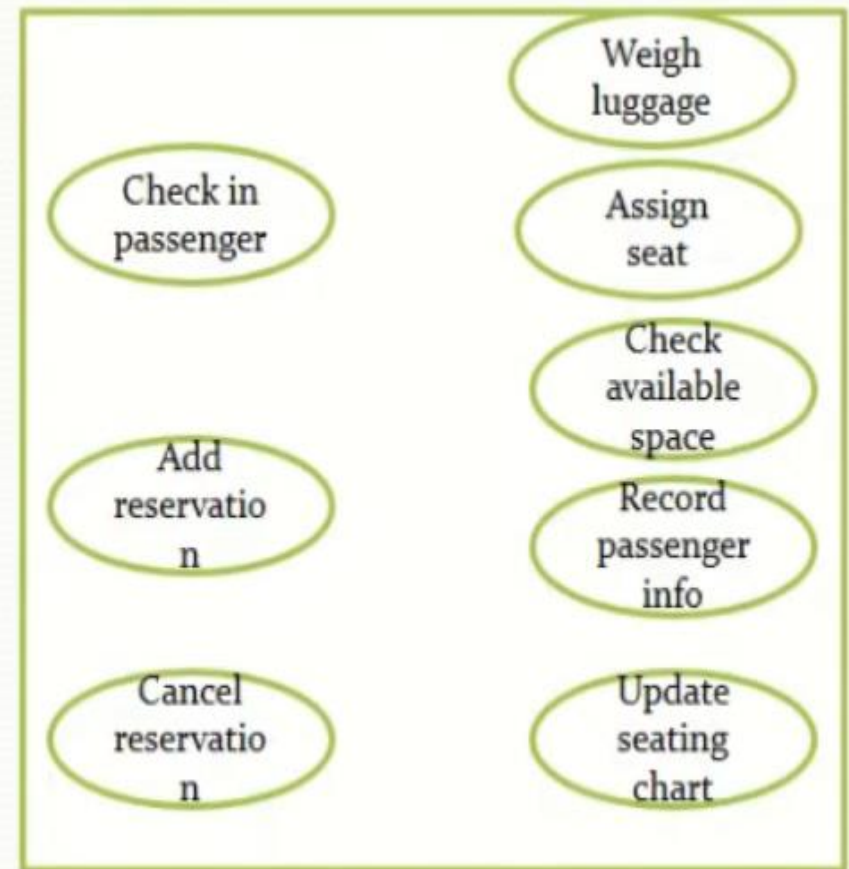 Weigh
luggage
Check in
passenger
Assign
seat
Check
available
space
Add
reservatio
n
Record
passenger
info
Cancel
reservatio
n
Update
seating
chart